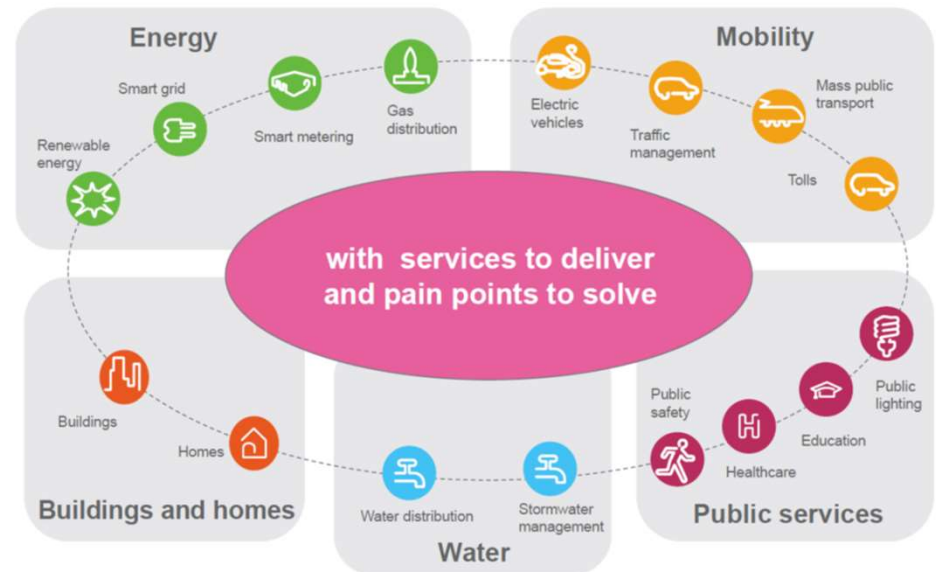 Energy
Smart grid
Renewable
energy
Smart metering
Gas
distribution
Mobility
Electric
vehicles
Traffic
management
Mass public
transport
Tolls
with services to deliver
and pain points to solve
Buildings
Homes
Buildings and homes
Water distribution
Stormwater
management
Water
Public
safety
Healthcare
Education
Public
lighting
Public services